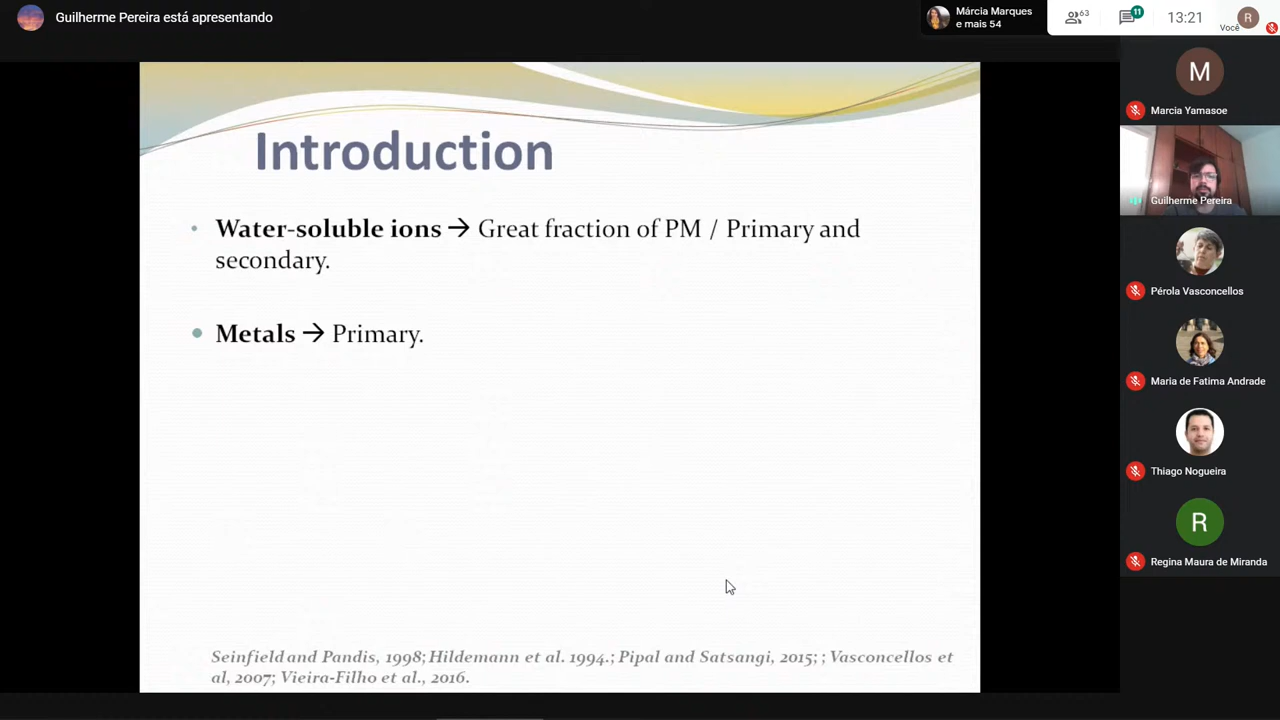 Guilherme Pereira está apresentando
Márcia Marques
e mais 54
63
11
13:21
Você
R
Introduction
• Water-soluble ions → Great fraction of PM / Primary and
secondary.
• Metals → Primary.
Seinfield and Pandis, 1998; Hildemann et al. 1994.; Pipal and Satsangi, 2015; ; Vasconcellos et
al, 2007; Vieira-Filho et al., 2016.
M
Marcia Yamasoe
Guilherme Pereira
Pérola Vasconcellos
Maria de Fatima Andrade
Thiago Nogueira
R
Regina Maura de Miranda